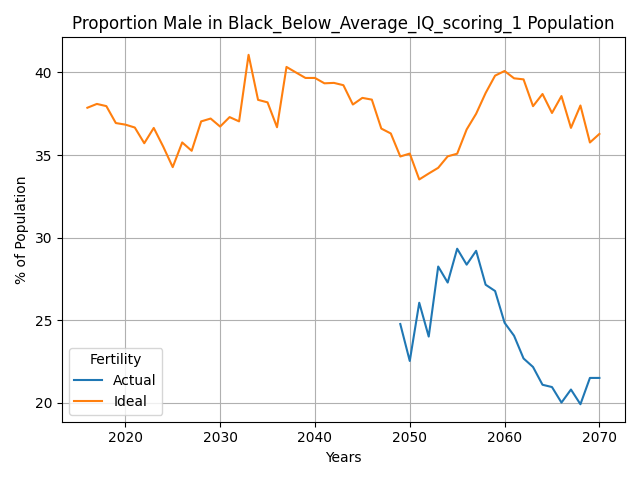 Proportion Male in Black_Below_Average_IQ_scoring_1 Population
% of Population
40
35
30
25
20
Fertility
Actual
Ideal
2020 2030 2040 2050 2060 2070
Years